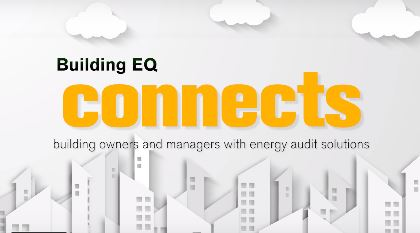 Building EQ
connects
building owners and managers with energy audit solutions